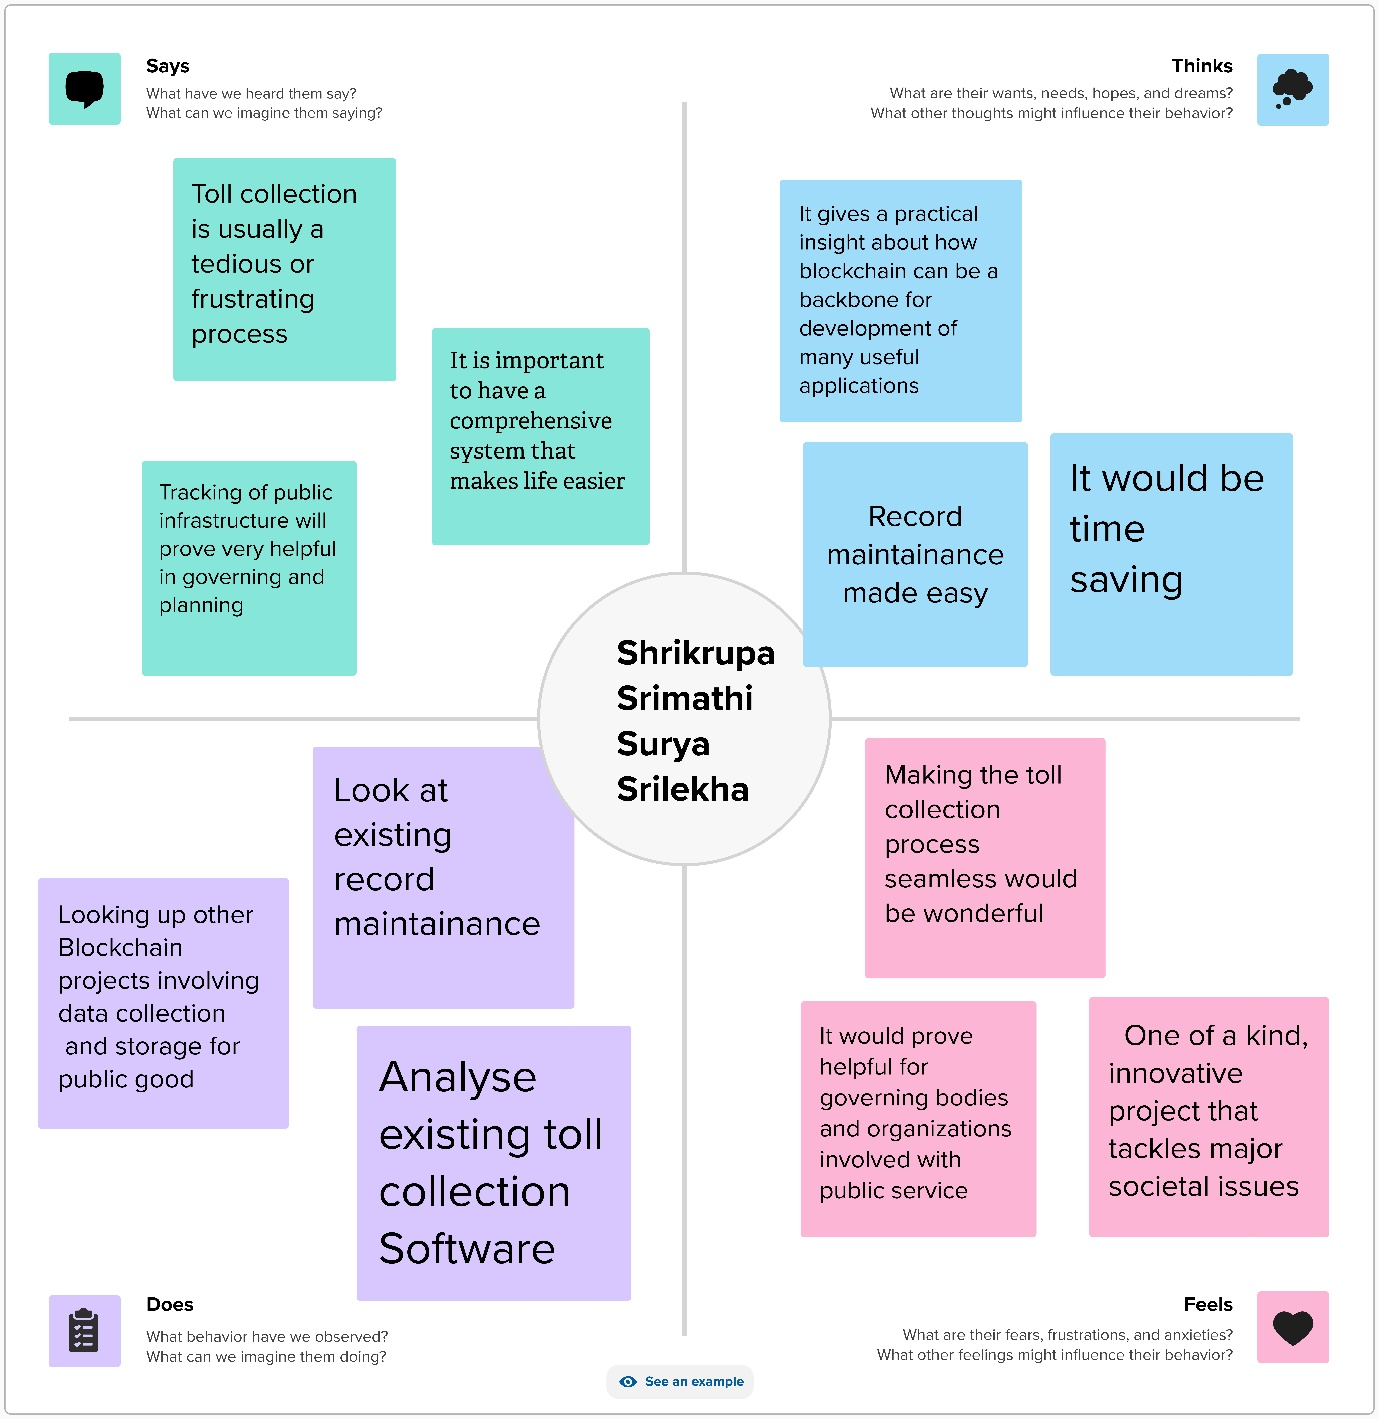 Says
What have we heard them say?
What can we imagine them saying?
Thinks
What are their wants, needs, hopes, and dreams?
What other thoughts might influence their behavior?
Toll collection
is usually a
tedious or
frustrating
process
It is important
to have a
comprehensive
system that
makes life easier
Tracking of public
infrastructure will
prove very helpful
in governing and
planning
It gives a practical
insight about how
blockchain can be a
backbone for
development of
many useful
applications
Record
maintainance
made easy
It would be
time
saving
Shrikrupa
Srimathi
Surya
Srilekha
Look at
existing
record
maintainance
Looking up other
Blockchain
projects involving
data collection
and storage for
public good
Analyse
existing toll
collection
Software
Making the toll
collection
process
seamless would
be wonderful
It would prove
helpful for
governing bodies
and organizations
involved with
public service
One of a kind,
innovative
project that
tackles major
societal issues
Does
What behavior have we observed?
What can we imagine them doing?
Feels
What are their fears, frustrations, and anxieties?
What other feelings might influence their behavior?
See an example